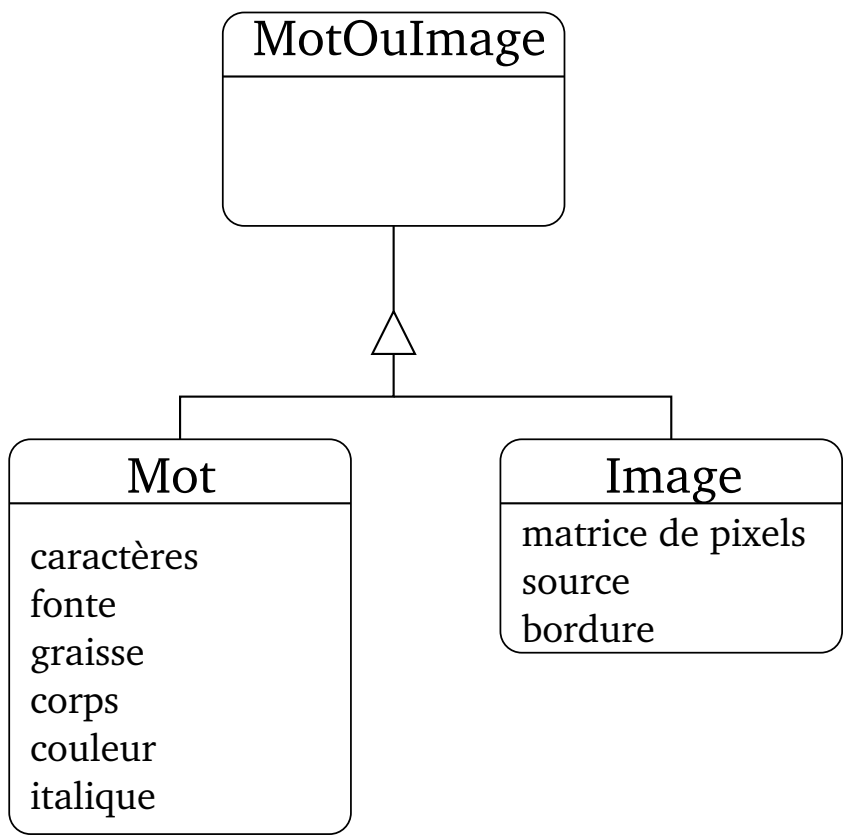 MotOuImage
Mot
caractères
fonte
graisse
corps
couleur
italique
Image
matrice de pixels
source
bordure